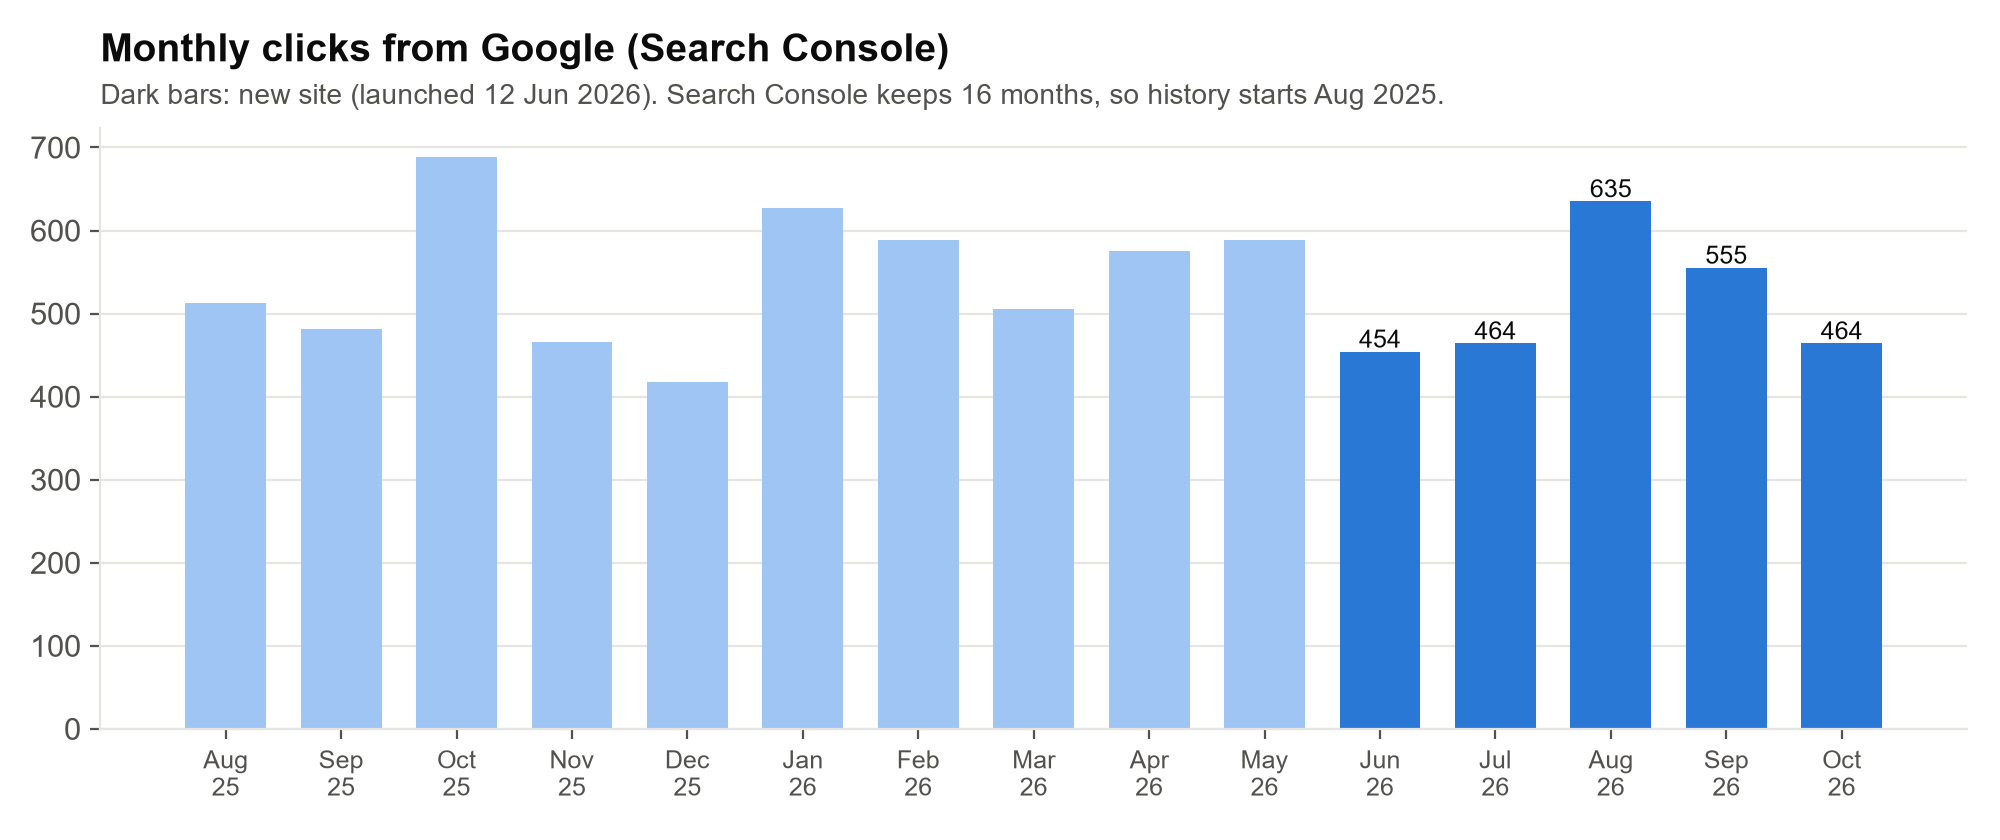 Monthly clicks from Google (Search Console)
Dark bars: new site (launched 12 Jun 2026). Search Console keeps 16 months, so history starts Aug 2025.
700
600
500
400
300
200
100
0
635
555
454
464
464
Aug 25
Sep 25
Oct 25
Nov 25
Dec 25
Jan 26
Feb 26
Mar 26
Apr 26
May 26
Jun 26
Jul 26
Aug 26
Sep 26
Oct 26